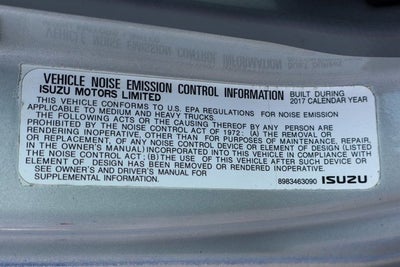 VEHICLE NOISE EMISSION CONTROL INFORMATION
ISUZU MOTORS LIMITED BUILT DURING
2017 CALENDAR YEAR
THIS VEHICLE CONFORMS TO U.S. EPA REGULATIONS FOR NOISE EMISSION
APPLICABLE TO MEDIUM AND HEAVY TRUCKS.
THE FOLLOWING ACTS OR THE CAUSING THEREOF BY ANY PERSON ARE
PROHIBITED BY THE NOISE CONTROL ACT OF 1972: (A) THE REMOVAL OR
RENDERING INOPERATIVE, OTHER THAN FOR PURPOSES OF MAINTENANCE, REPAIR,
OR REPLACEMENT, OF ANY NOISE CONTROL DEVICE OR ELEMENT OF DESIGN (LISTED
IN THE OWNER'S MANUAL) INCORPORATED INTO THIS VEHICLE IN COMPLIANCE WITH
THE NOISE CONTROL ACT; (B) THE USE OF THIS VEHICLE AFTER SUCH DEVICE OR
ELEMENT OF DESIGN HAS BEEN REMOVED OR RENDERED INOPERATIVE.
SEE OWNER'S AND DRIVER'S MANUAL FOR
SUPPLEMENTARY INFORMATION.
8983463090 ISUZU